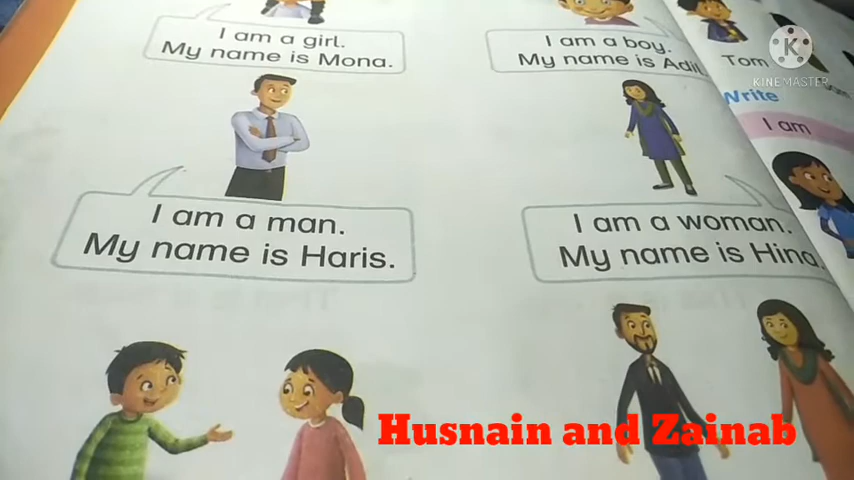 I am a girl.
My name is Mona.
I am a boy.
My name is Adil.
Tom
KINEMASTER
Write
I am
I am a man.
My name is Haris.
I am a woman.
My name is Hina.
Husnain and Zainab